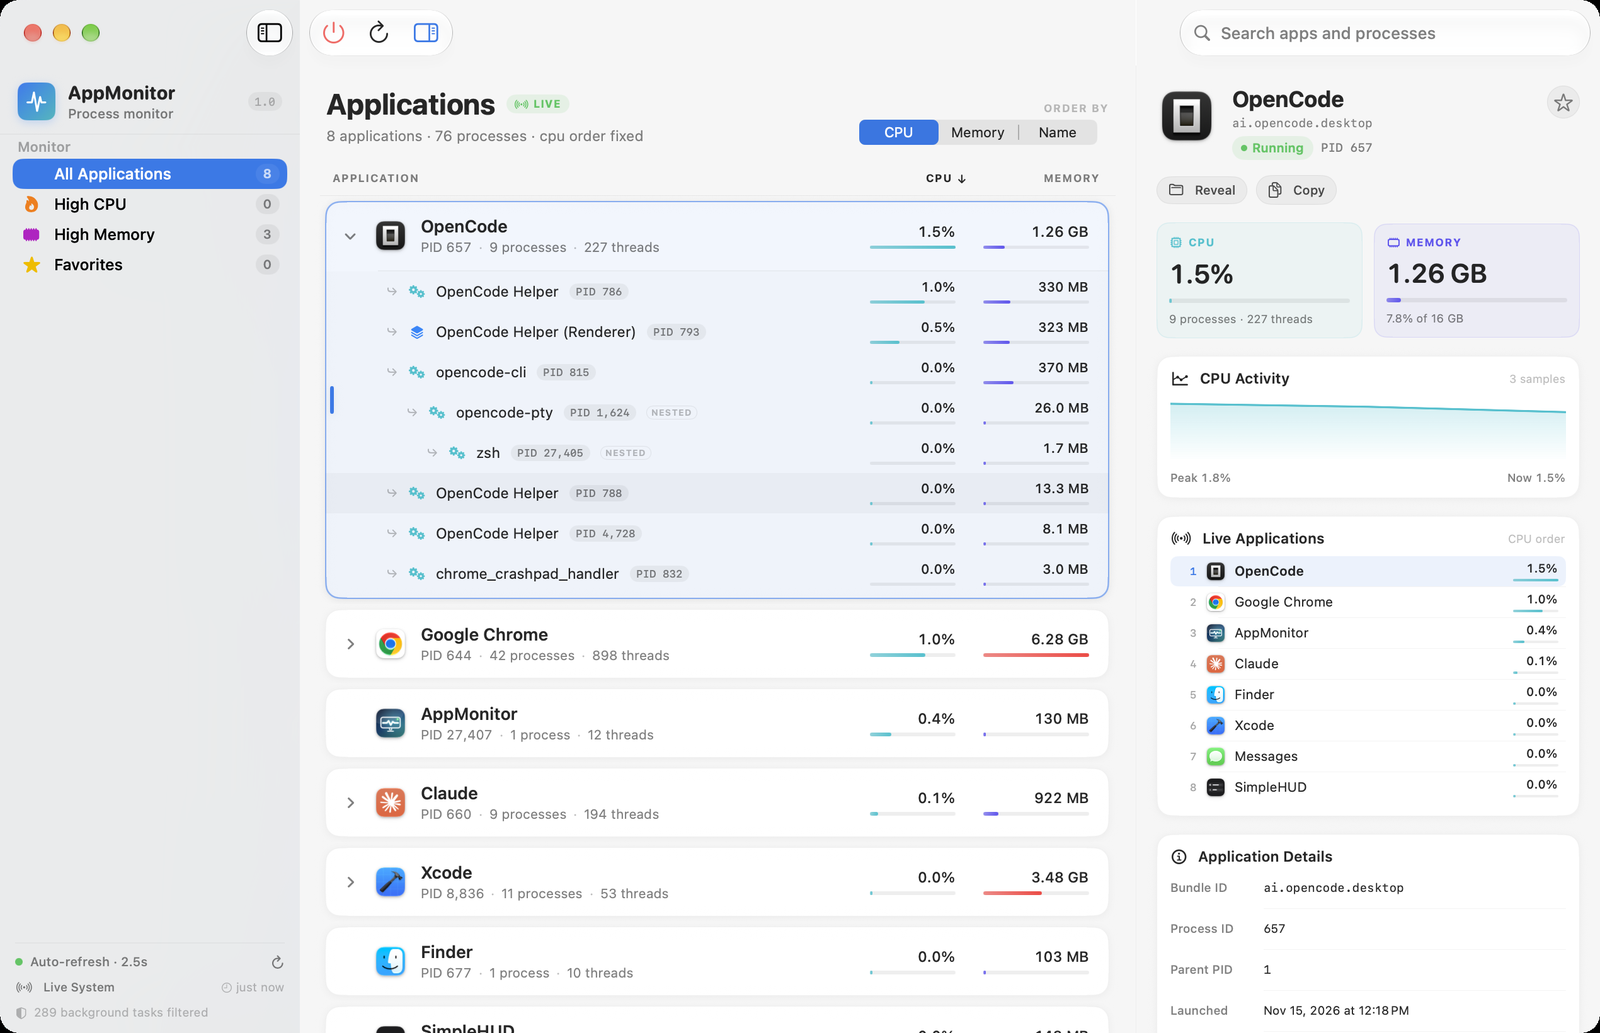 Search apps and processes
AppMonitor
Process monitor
1.0
Monitor
All Applications 8
High CPU 0
High Memory 3
Favorites 0
Auto-refresh · 2.5s
Live System just now
289 background tasks filtered
Applications LIVE
8 applications · 76 processes · cpu order fixed
ORDER BY
CPU Memory Name
APPLICATION CPU ↓ MEMORY
OpenCode 1.5% 1.26 GB
PID 657 · 9 processes · 227 threads
OpenCode Helper PID 786 1.0% 330 MB
OpenCode Helper (Renderer) PID 793 0.5% 323 MB
opencode-cli PID 815 0.0% 370 MB
opencode-pty PID 1,624 NESTED 0.0% 26.0 MB
zsh PID 27,405 NESTED 0.0% 1.7 MB
OpenCode Helper PID 788 0.0% 13.3 MB
OpenCode Helper PID 4,728 0.0% 8.1 MB
chrome_crashpad_handler PID 832 0.0% 3.0 MB
Google Chrome 1.0% 6.28 GB
PID 644 · 42 processes · 898 threads
AppMonitor 0.4% 130 MB
PID 27,407 · 1 process · 12 threads
Claude 0.1% 922 MB
PID 660 · 9 processes · 194 threads
Xcode 0.0% 3.48 GB
PID 8,836 · 11 processes · 53 threads
Finder 0.0% 103 MB
PID 677 · 1 process · 10 threads
SimpleHUD
OpenCode
ai.opencode.desktop
Running PID 657
Reveal Copy
CPU
1.5%
9 processes · 227 threads
MEMORY
1.26 GB
7.8% of 16 GB
CPU Activity 3 samples
Peak 1.8% Now 1.5%
Live Applications CPU order
1 OpenCode 1.5%
2 Google Chrome 1.0%
3 AppMonitor 0.4%
4 Claude 0.1%
5 Finder 0.0%
6 Xcode 0.0%
7 Messages 0.0%
8 SimpleHUD 0.0%
Application Details
Bundle ID ai.opencode.desktop
Process ID 657
Parent PID 1
Launched Nov 15, 2026 at 12:18 PM